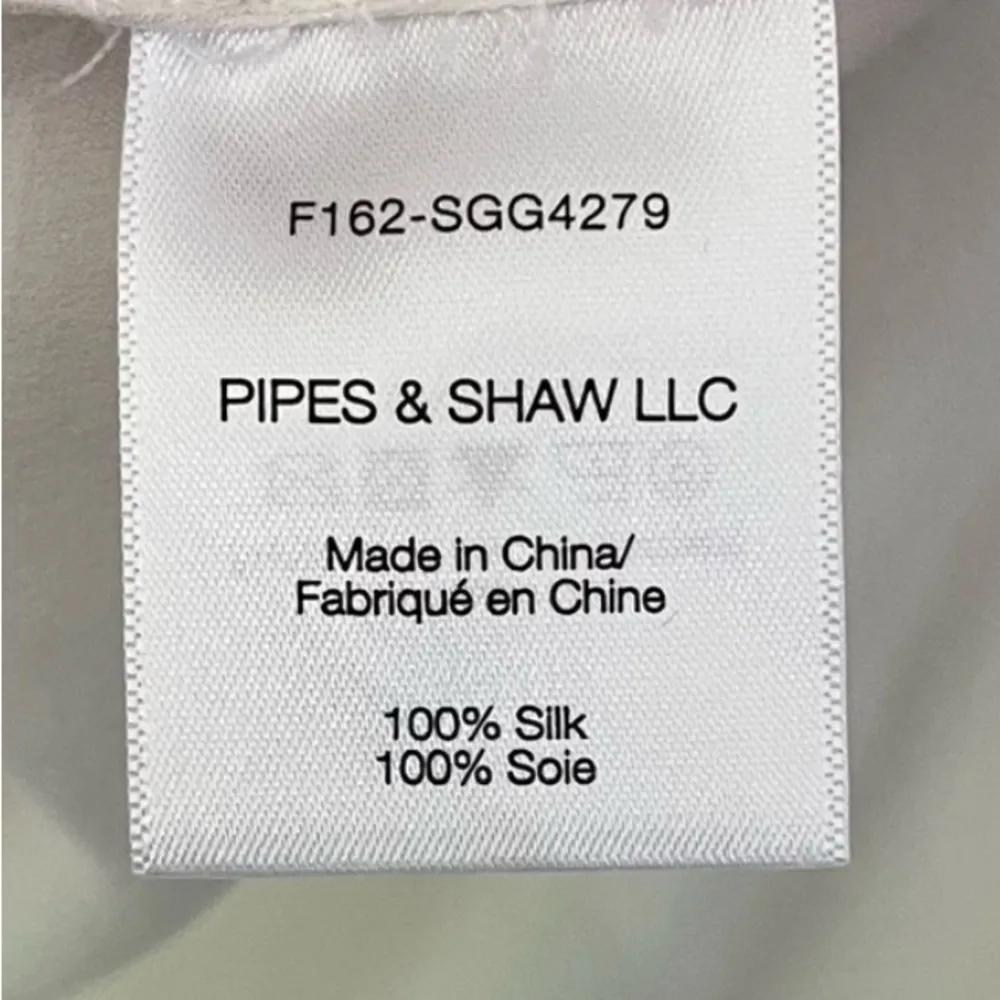 F162-SGG4279
PIPES & SHAW LLC
Made in China/
Fabriqué en Chine
100% Silk
100% Soie